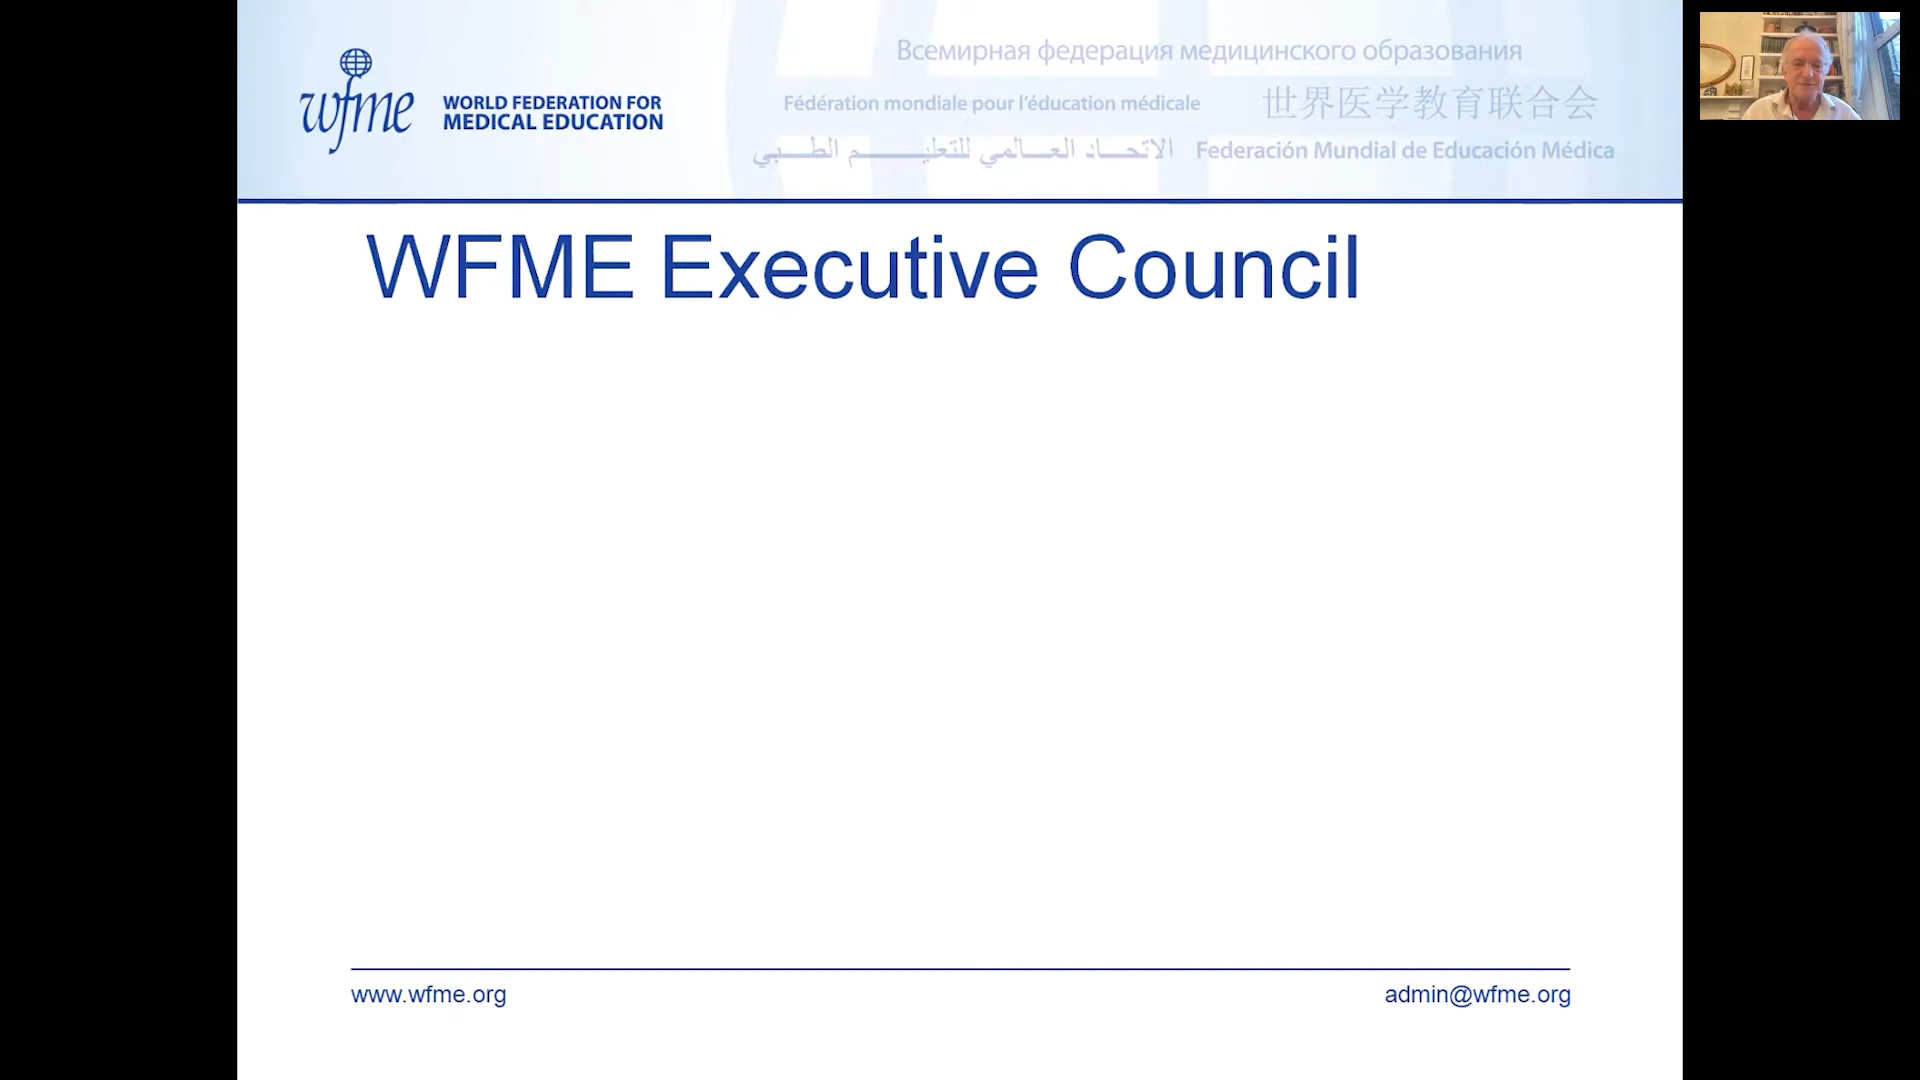 Всемирная федерация медицинского образования
wfme
WORLD FEDERATION FOR
MEDICAL EDUCATION
Fédération mondiale pour l'éducation médicale
世界医学教育联合会
الاتحـــاد العـــالمي للتعليـــــم الطـــبي
Federación Mundial de Educación Médica
WFME Executive Council
www.wfme.org
admin@wfme.org